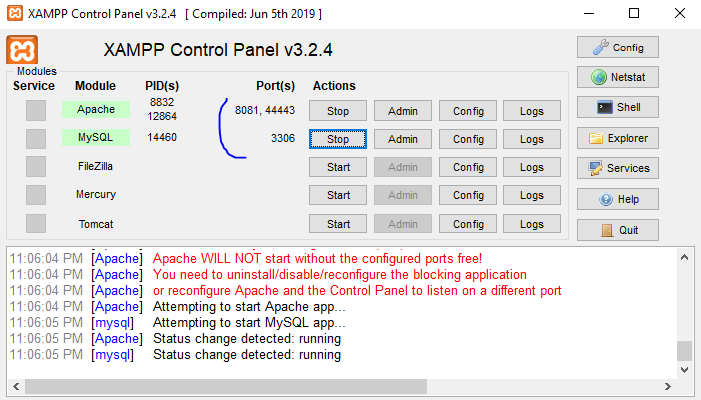 XAMPP Control Panel v3.2.4 [ Compiled: Jun 5th 2019 ]
XAMPP Control Panel v3.2.4
Config
Modules
Service Module PID(s) Port(s) Actions
Netstat
Apache 8832 12864 8081, 44443 Stop Admin Config Logs
Shell
MySQL 14460 3306 Stop Admin Config Logs
Explorer
FileZilla Start Admin Config Logs
Services
Mercury Start Admin Config Logs
Help
Tomcat Start Admin Config Logs
Quit
11:06:04 PM [Apache] Apache WILL NOT start without the configured ports free!
11:06:04 PM [Apache] You need to uninstall/disable/reconfigure the blocking application
11:06:04 PM [Apache] or reconfigure Apache and the Control Panel to listen on a different port
11:06:04 PM [Apache] Attempting to start Apache app...
11:06:05 PM [mysql] Attempting to start MySQL app...
11:06:05 PM [Apache] Status change detected: running
11:06:05 PM [mysql] Status change detected: running